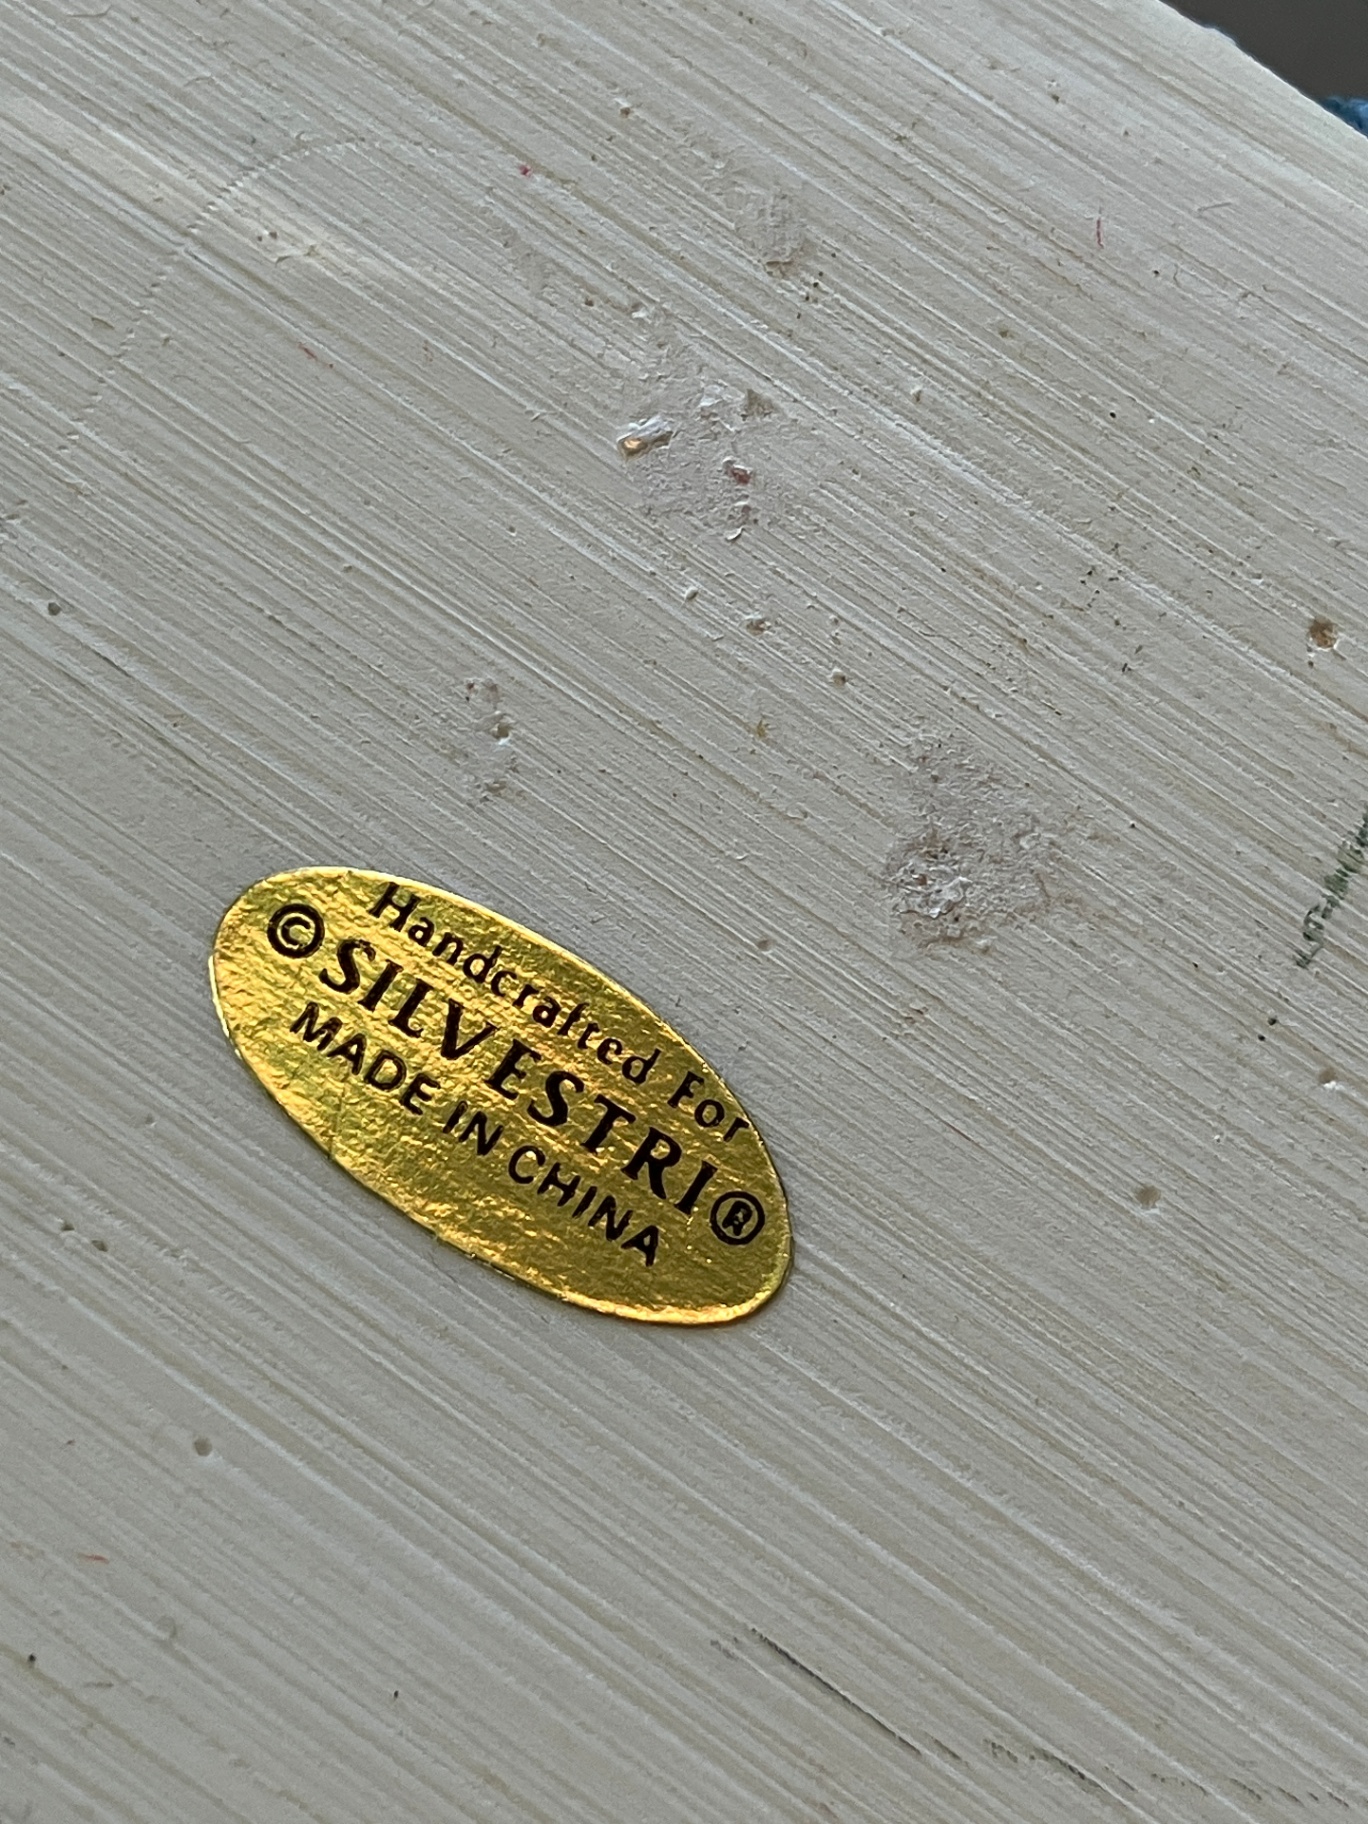 Handcrafted For
© SILVESTRI ®
MADE IN CHINA